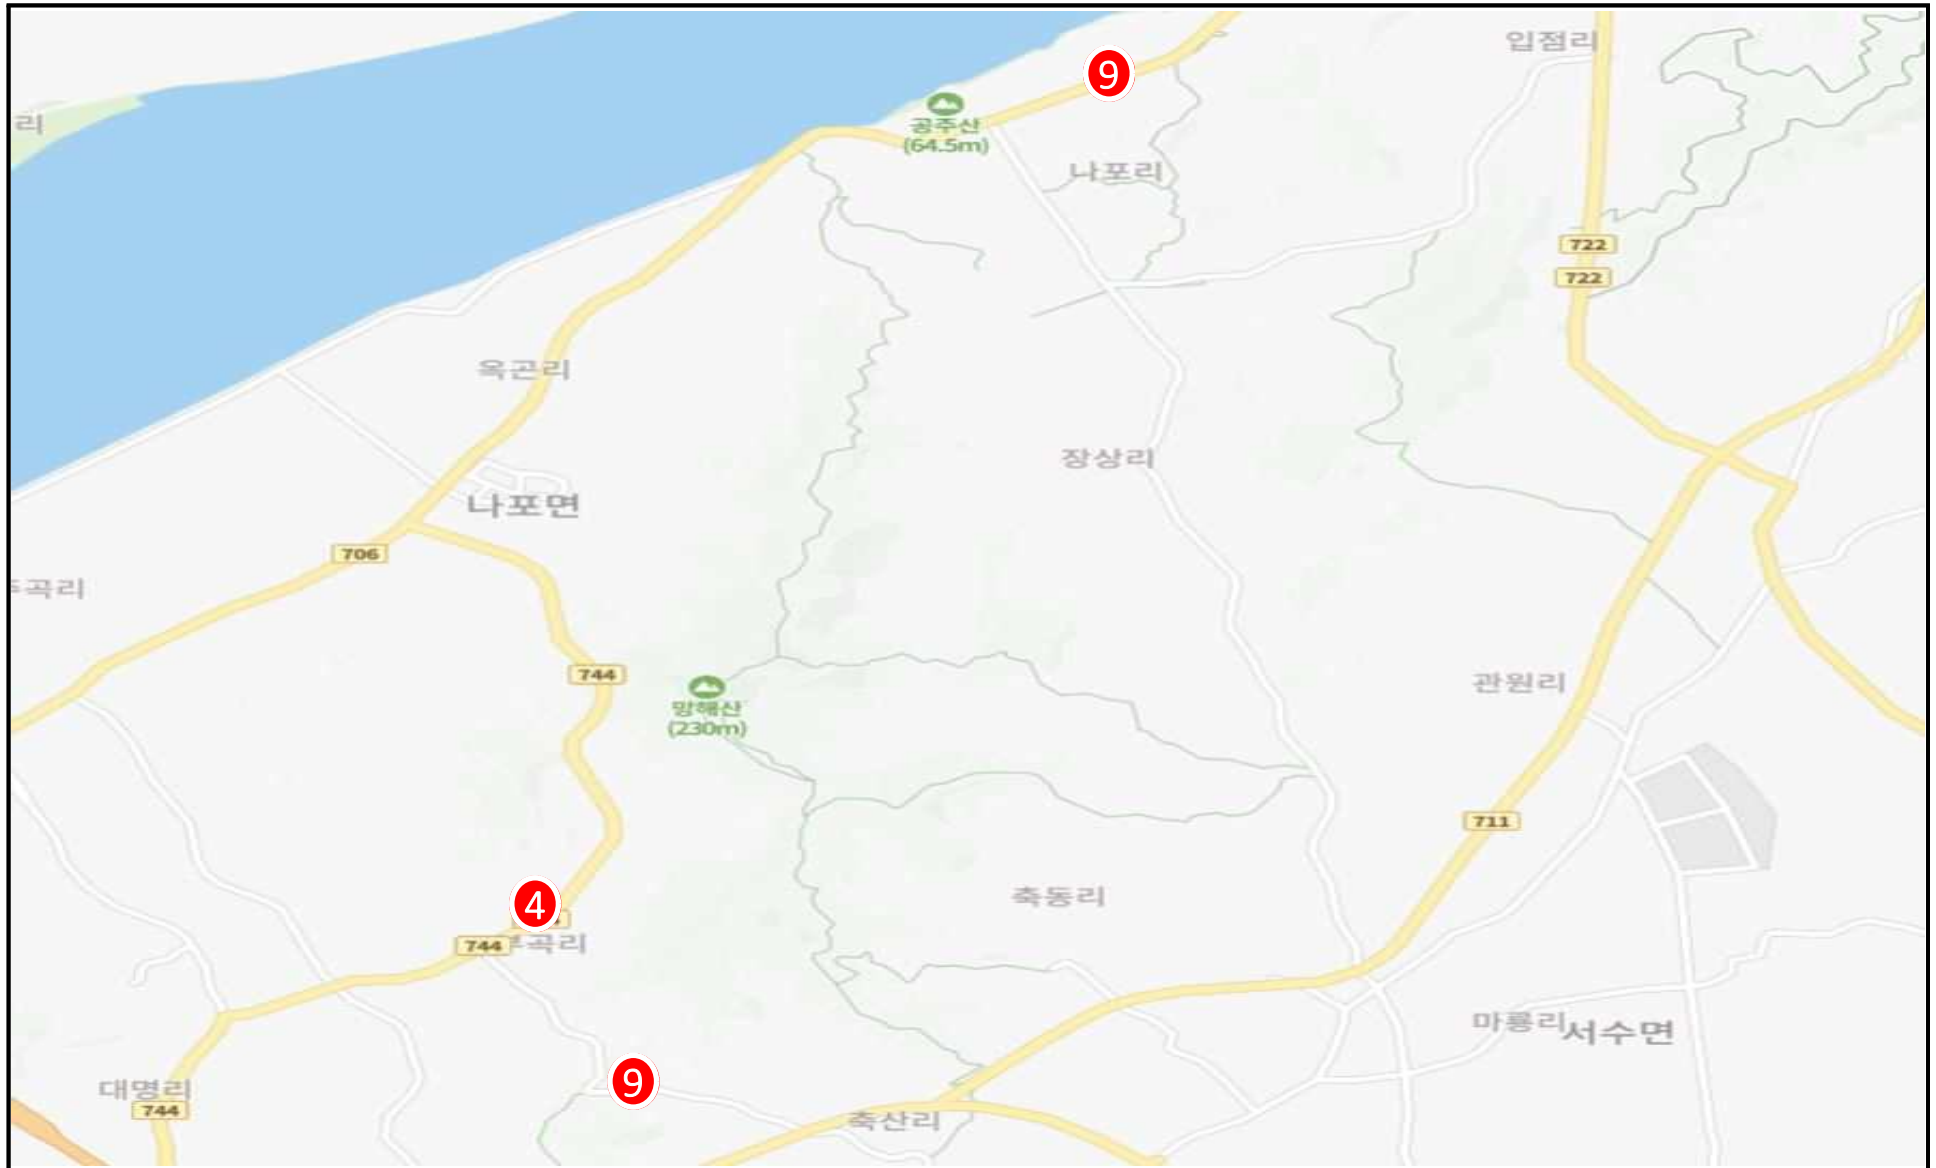 9
입점리
공주산
(64.5m)
리
나포리
722
722
옥곤리
장상리
나포면
706
744
관원리
망해산
(230m)
711
축동리
4
744
곡리
마룡리
서수면
9
대명리
744
축산리